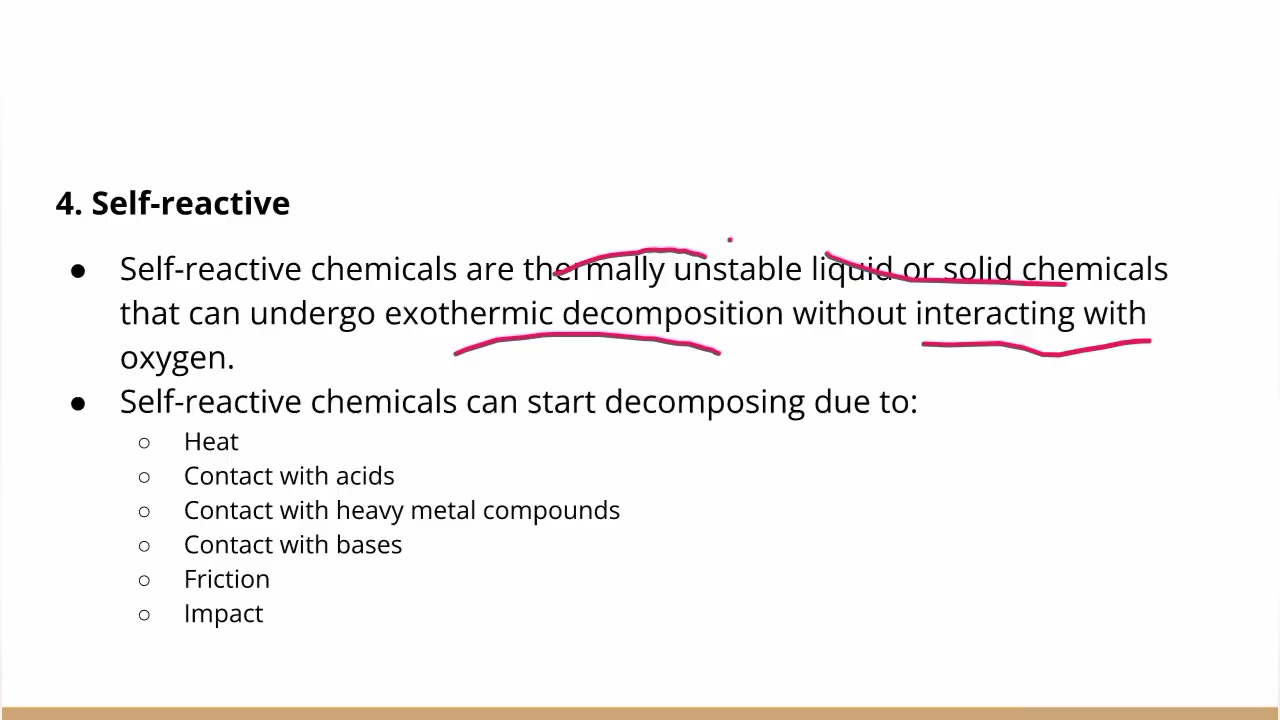 4. Self-reactive
● Self-reactive chemicals are thermally unstable liquid or solid chemicals
that can undergo exothermic decomposition without interacting with
oxygen.
● Self-reactive chemicals can start decomposing due to:
○ Heat
○ Contact with acids
○ Contact with heavy metal compounds
○ Contact with bases
○ Friction
○ Impact